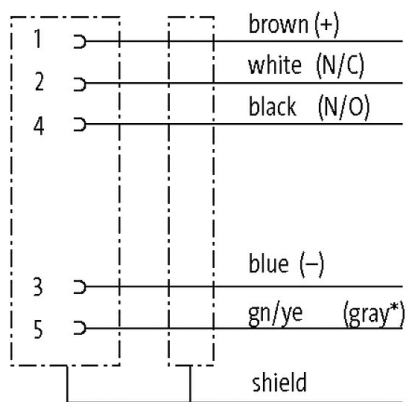 1 brown (+)
2 white (N/C)
4 black (N/O)
3 blue (–)
5 gn/ye (gray*)
shield